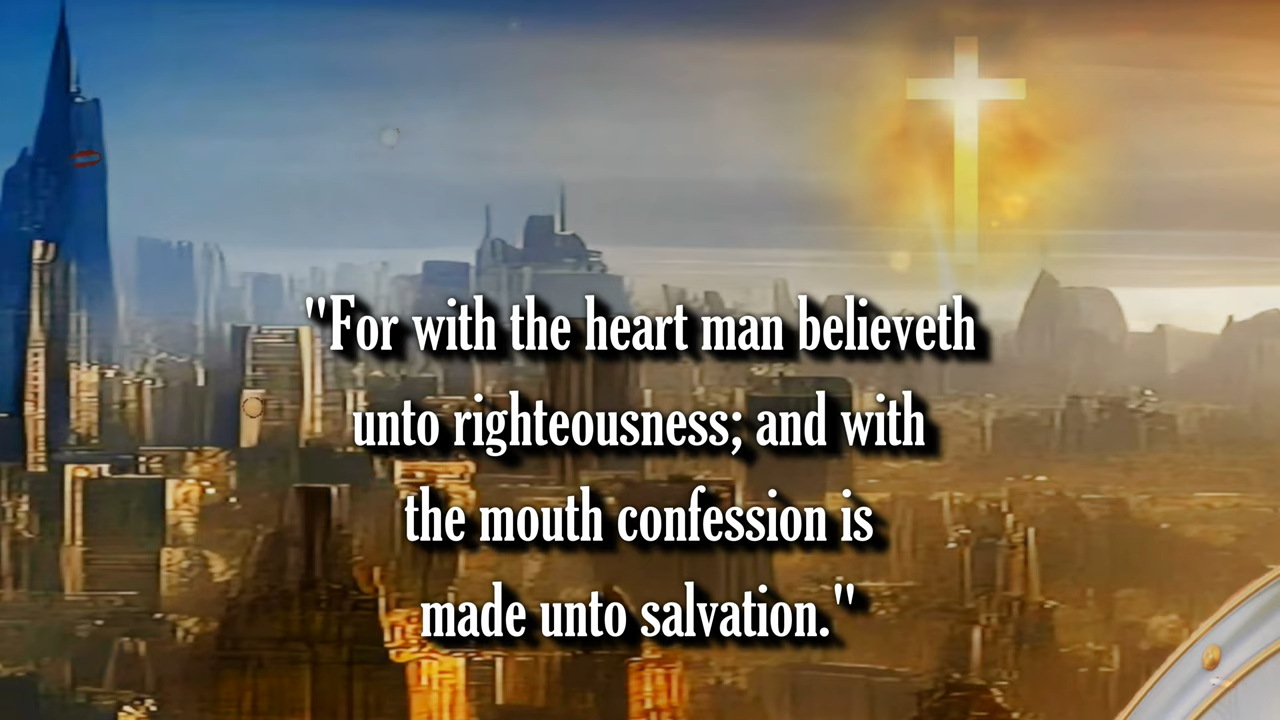 "For with the heart man believeth
unto righteousness; and with
the mouth confession is
made unto salvation."